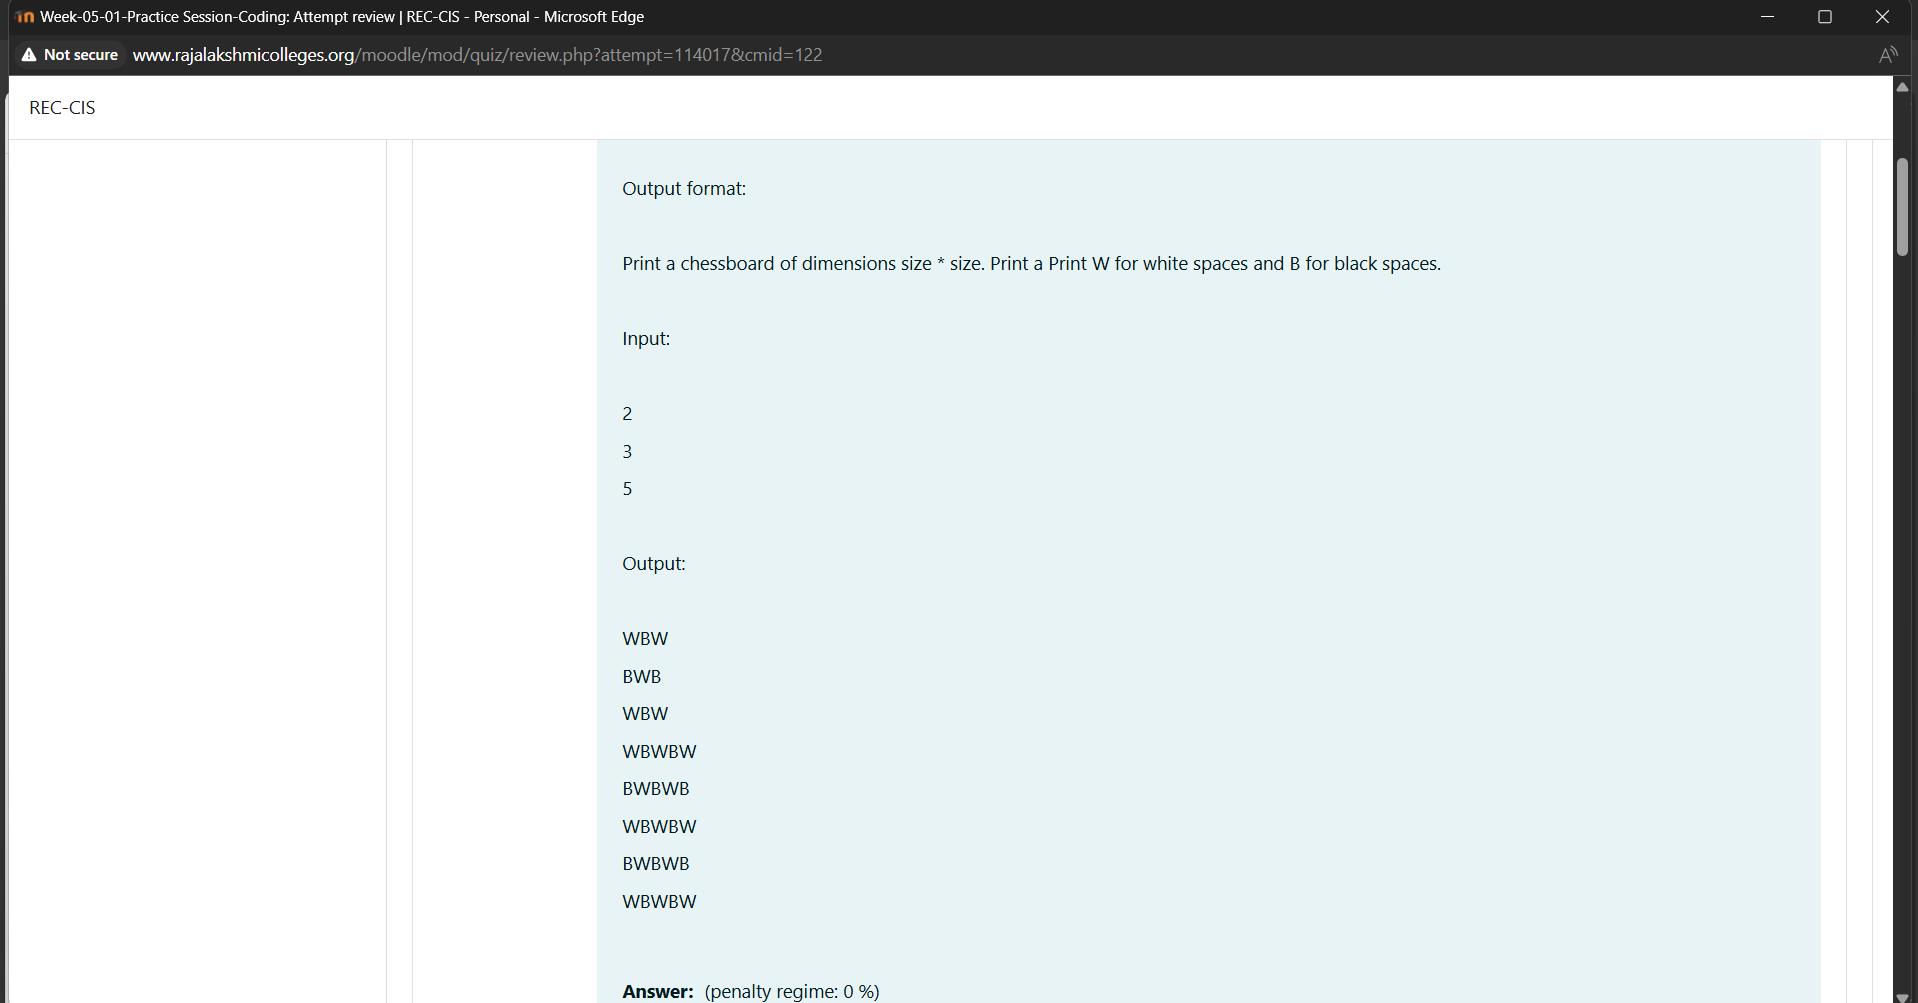 Week-05-01-Practice Session-Coding: Attempt review | REC-CIS - Personal - Microsoft Edge
Not secure www.rajalakshmicolleges.org/moodle/mod/quiz/review.php?attempt=114017&cmid=122
REC-CIS
Output format:
Print a chessboard of dimensions size * size. Print a Print W for white spaces and B for black spaces.
Input:
2
3
5
Output:
WBW
BWB
WBW
WBWBW
BWBWB
WBWBW
BWBWB
WBWBW
Answer: (penalty regime: 0 %)